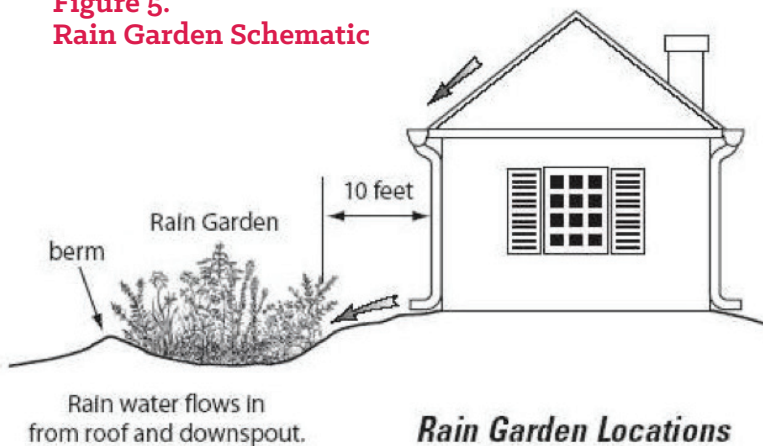 Figure 5.
Rain Garden Schematic
10 feet
Rain Garden
berm
Rain water flows in
from roof and downspout.
Rain Garden Locations